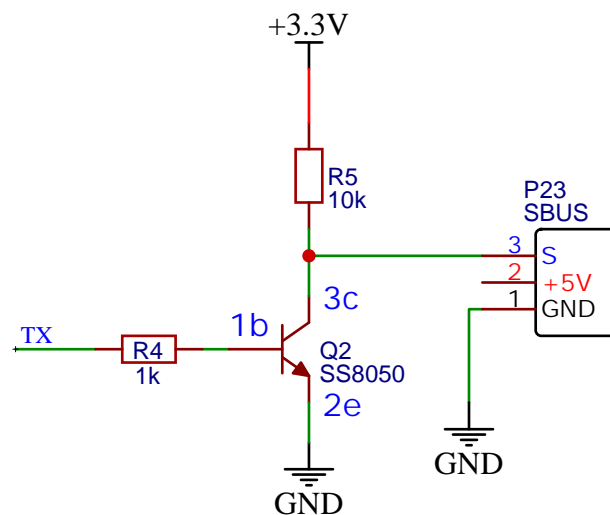 +3.3V
R5
10k
P23
SBUS
3 S
2 +5V
1 GND
3c
1b
TX
R4
1k
Q2
SS8050
2e
GND
GND